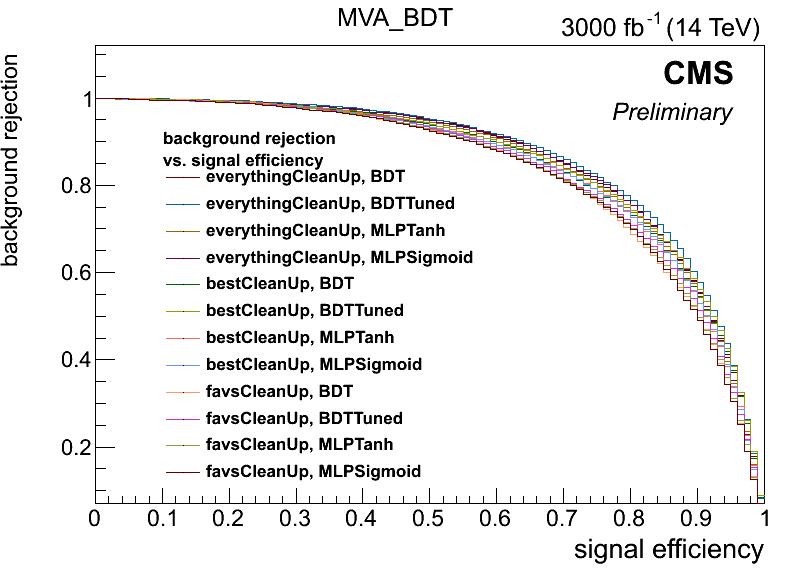 MVA_BDT
3000 fb⁻¹ (14 TeV)
CMS
Preliminary
background rejection
1
0.8
0.6
0.4
0.2
background rejection
vs. signal efficiency
everythingCleanUp, BDT
everythingCleanUp, BDTTuned
everythingCleanUp, MLPTanh
everythingCleanUp, MLPSigmoid
bestCleanUp, BDT
bestCleanUp, BDTTuned
bestCleanUp, MLPTanh
bestCleanUp, MLPSigmoid
favsCleanUp, BDT
favsCleanUp, BDTTuned
favsCleanUp, MLPTanh
favsCleanUp, MLPSigmoid
0 0.1 0.2 0.3 0.4 0.5 0.6 0.7 0.8 0.9 1
signal efficiency